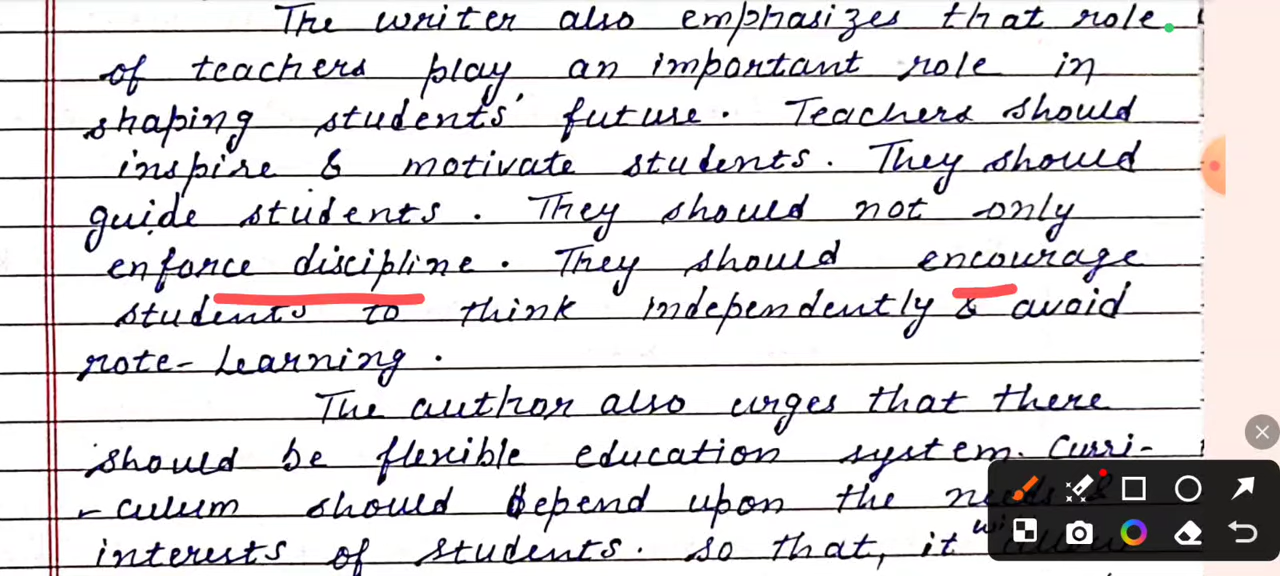 The writer also emphasizes that role
of teachers play an important role in
shaping students' future. Teachers should
inspire & motivate students. They should
guide students. They should not only
enforce discipline. They should encourage
students to think independently & avoid
rote-learning.
The author also urges that there
should be flexible education system. Curri-
-culum should depend upon the needs &
interests of students. so that, it will allow